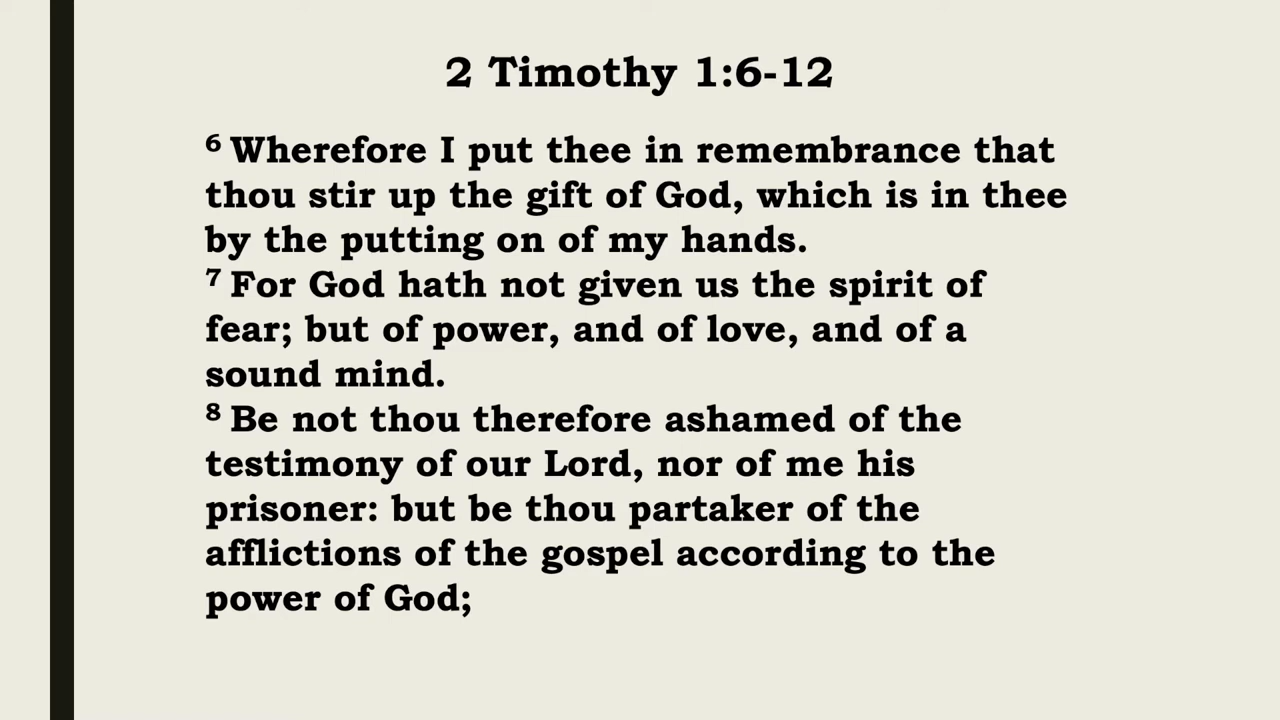 2 Timothy 1:6-12
⁶ Wherefore I put thee in remembrance that
thou stir up the gift of God, which is in thee
by the putting on of my hands.
⁷ For God hath not given us the spirit of
fear; but of power, and of love, and of a
sound mind.
⁸ Be not thou therefore ashamed of the
testimony of our Lord, nor of me his
prisoner: but be thou partaker of the
afflictions of the gospel according to the
power of God;